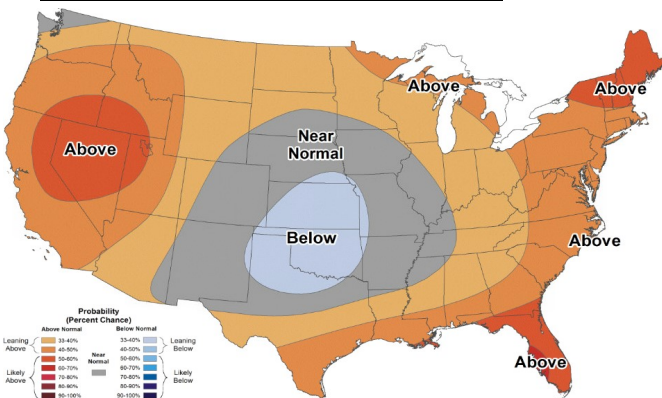 Above
Above
Near
Normal
Above
Below
Above
Above
Probability
(Percent Chance)
Above Normal
Below Normal
Leaning
Above
33-40%
40-50%
50-60%
60-70%
70-80%
80-90%
90-100%
Likely
Above
Near
Normal
33-40%
40-50%
50-60%
60-70%
70-80%
80-90%
90-100%
Leaning
Below
Likely
Below